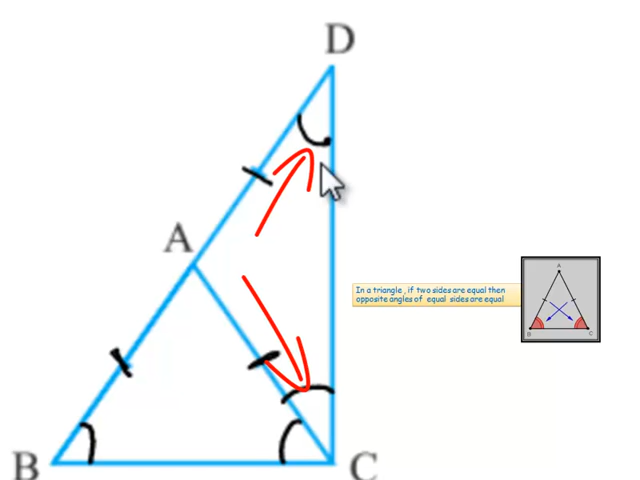 D
A
In a triangle , if two sides are equal then
opposite angles of equal sides are equal
A
B
C
B
C